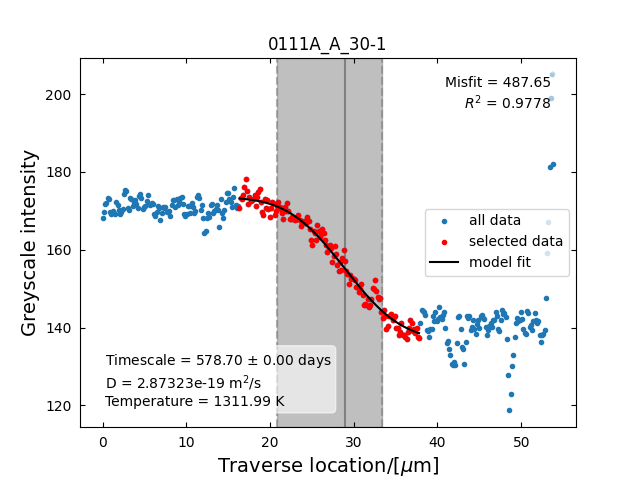 0111A_A_30-1
Misfit = 487.65
R² = 0.9778
200
180
160
140
120
Greyscale intensity
all data
selected data
model fit
Timescale = 578.70 ± 0.00 days
D = 2.87323e-19 m²/s
Temperature = 1311.99 K
0 10 20 30 40 50
Traverse location/[μm]